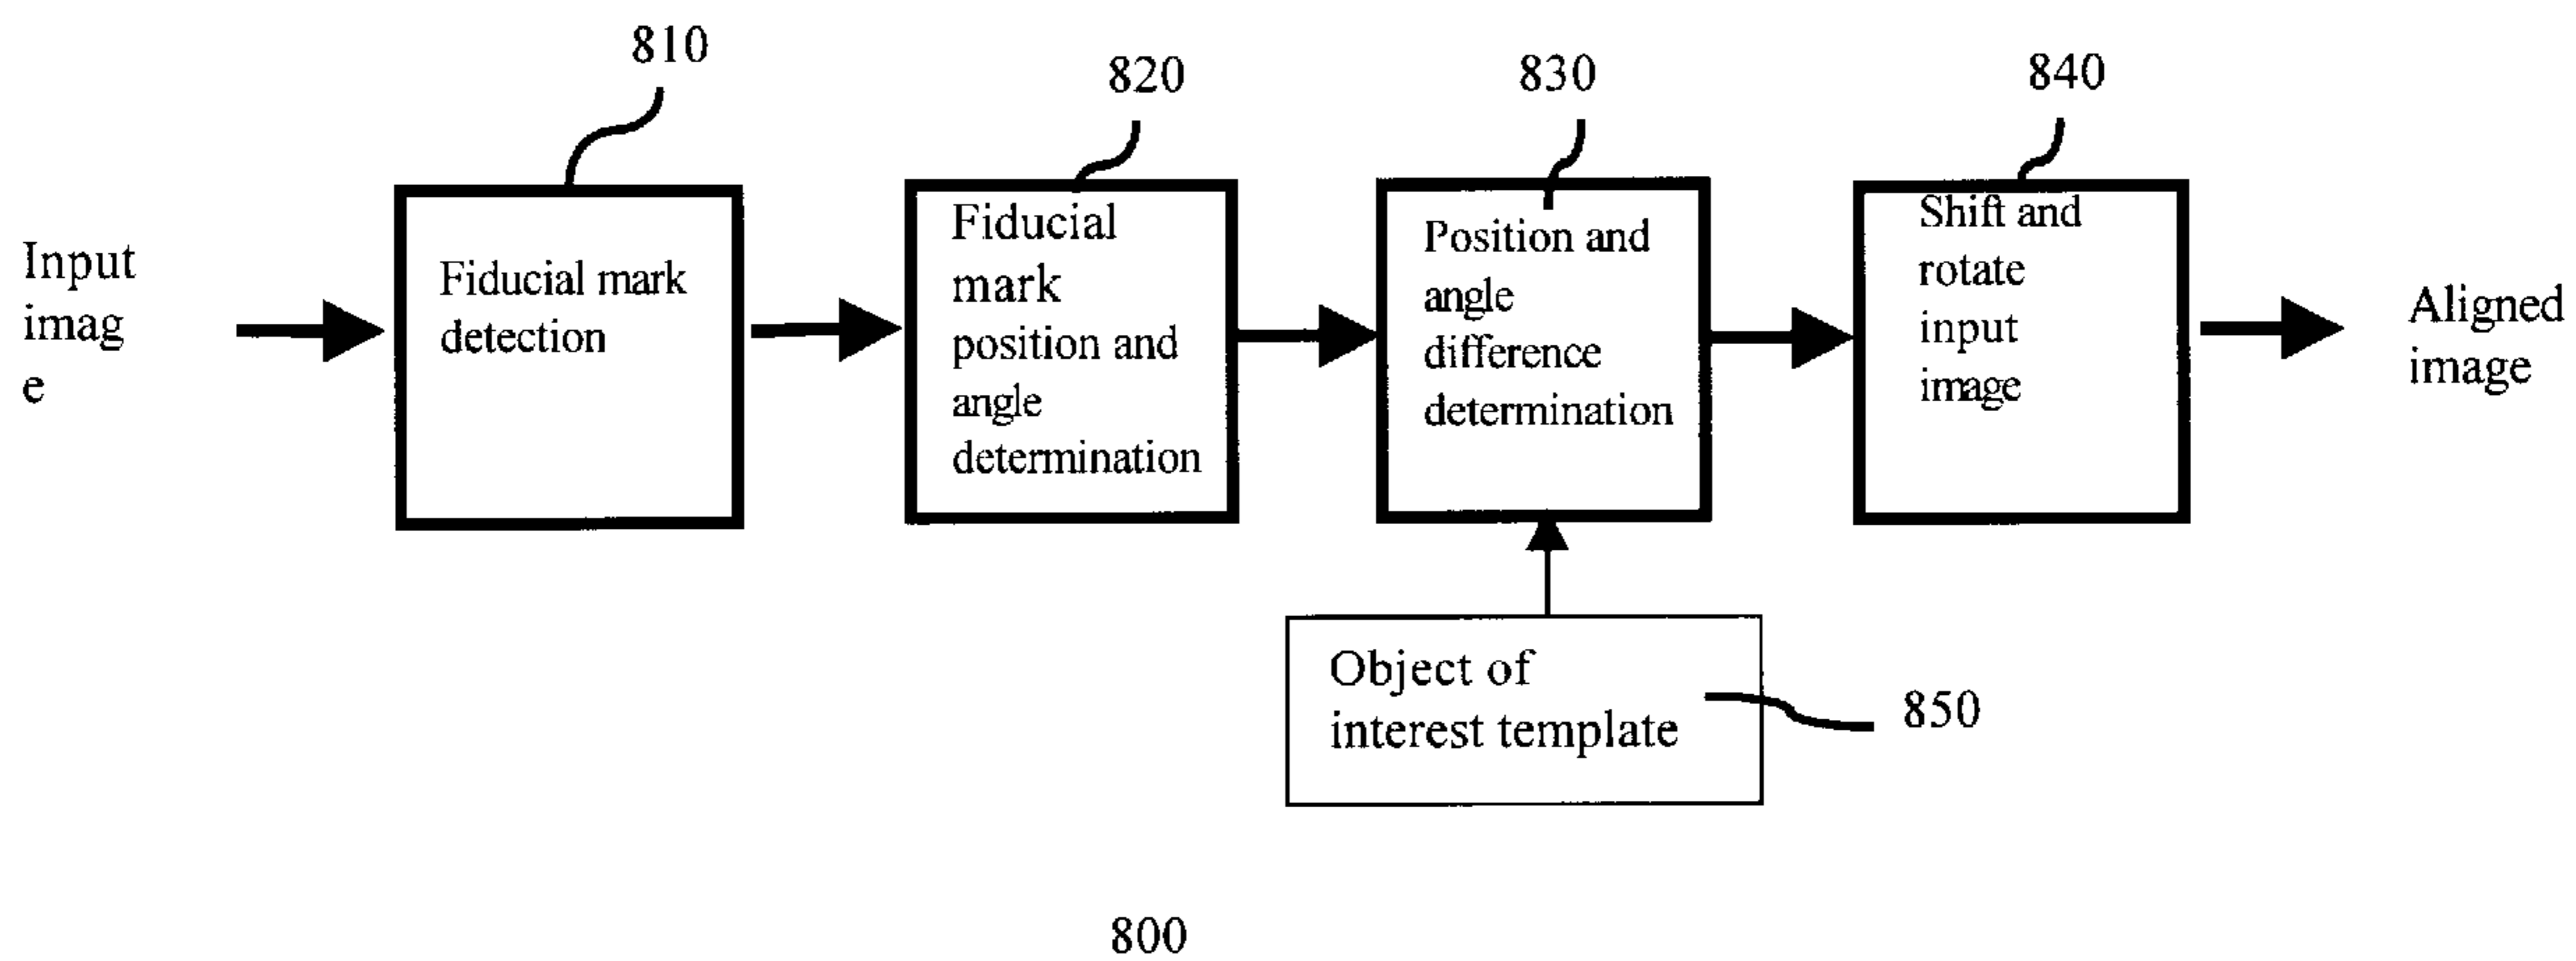 810
820
830
840
Input
imag
e
Fiducial mark
detection
Fiducial
mark
position and
angle
determination
Position and
angle
difference
determination
Shift and
rotate
input
image
Aligned
image
Object of
interest template
850
800